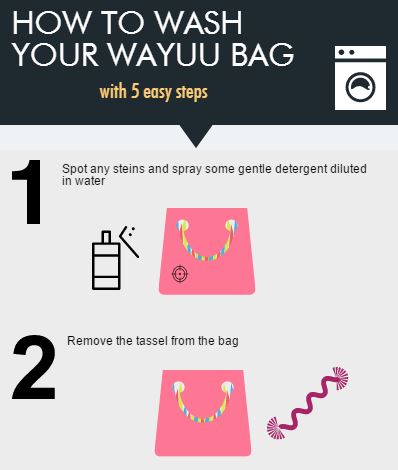 HOW TO WASH
YOUR WAYUU BAG
with 5 easy steps
1
Spot any steins and spray some gentle detergent diluted
in water
2
Remove the tassel from the bag